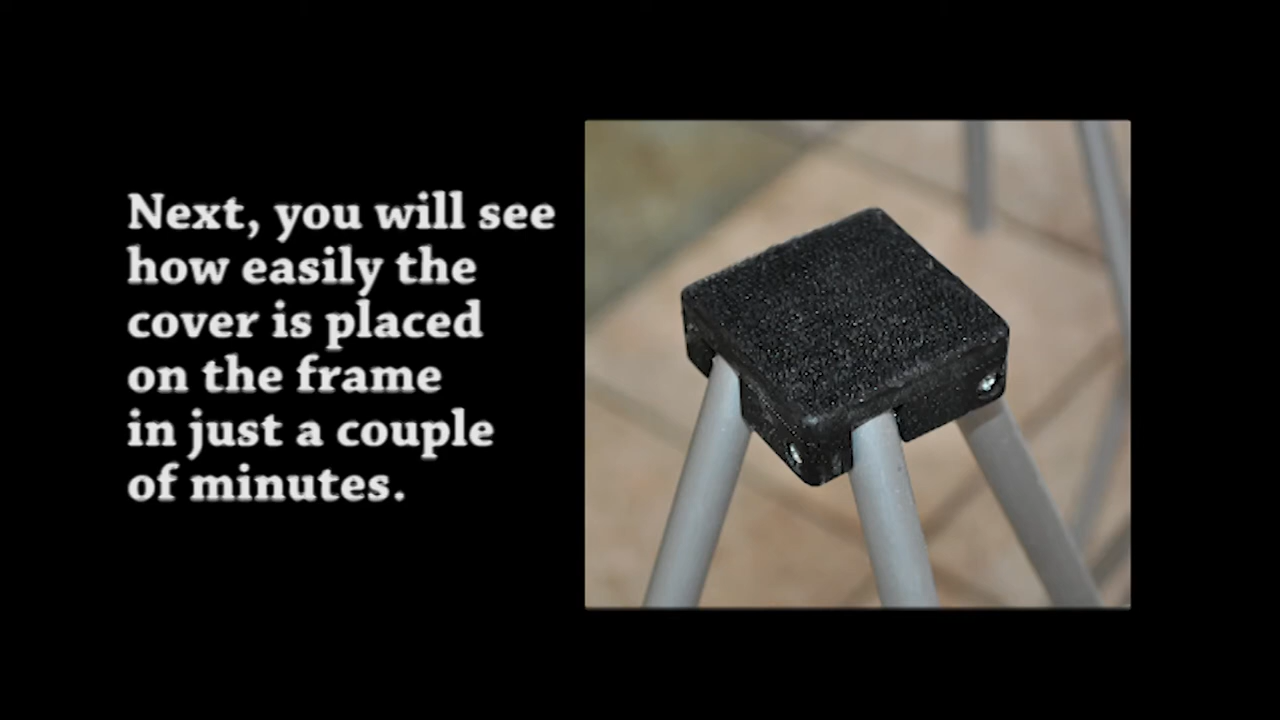 Next, you will see
how easily the
cover is placed
on the frame
in just a couple
of minutes.